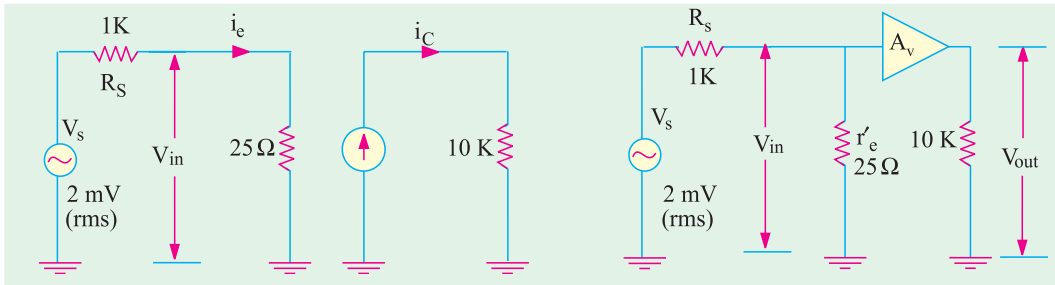 1K
R_S
i_e
V_s
2 mV
(rms)
V_in
25 Ω
i_C
10 K
R_s
1K
V_s
2 mV
(rms)
V_in
r′_e
25 Ω
A_v
10 K
V_out